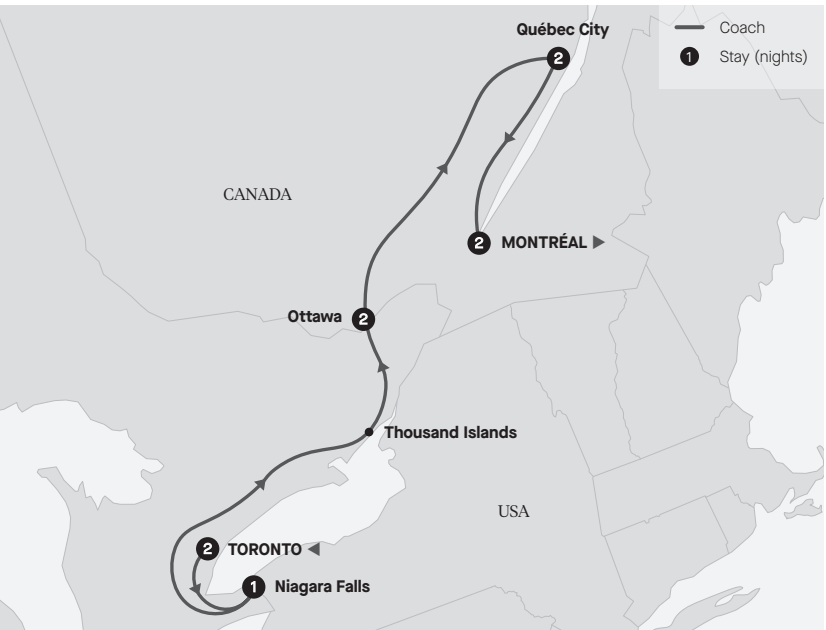 Québec City
2
Coach
1 Stay (nights)
CANADA
2 MONTRÉAL
Ottawa 2
Thousand Islands
USA
2 TORONTO
1 Niagara Falls